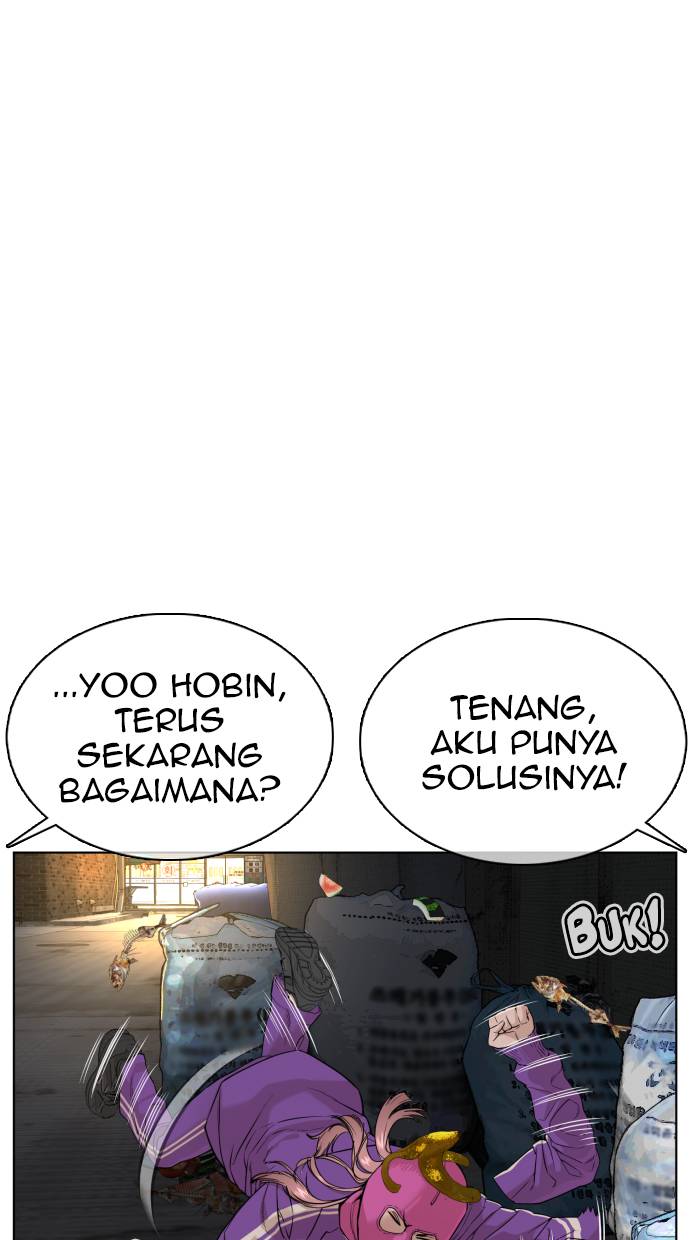 ...YOO HOBIN,
TERUS
SEKARANG
BAGAIMANA?
TENANG,
AKU PUNYA
SOLUSINYA!
BUK!